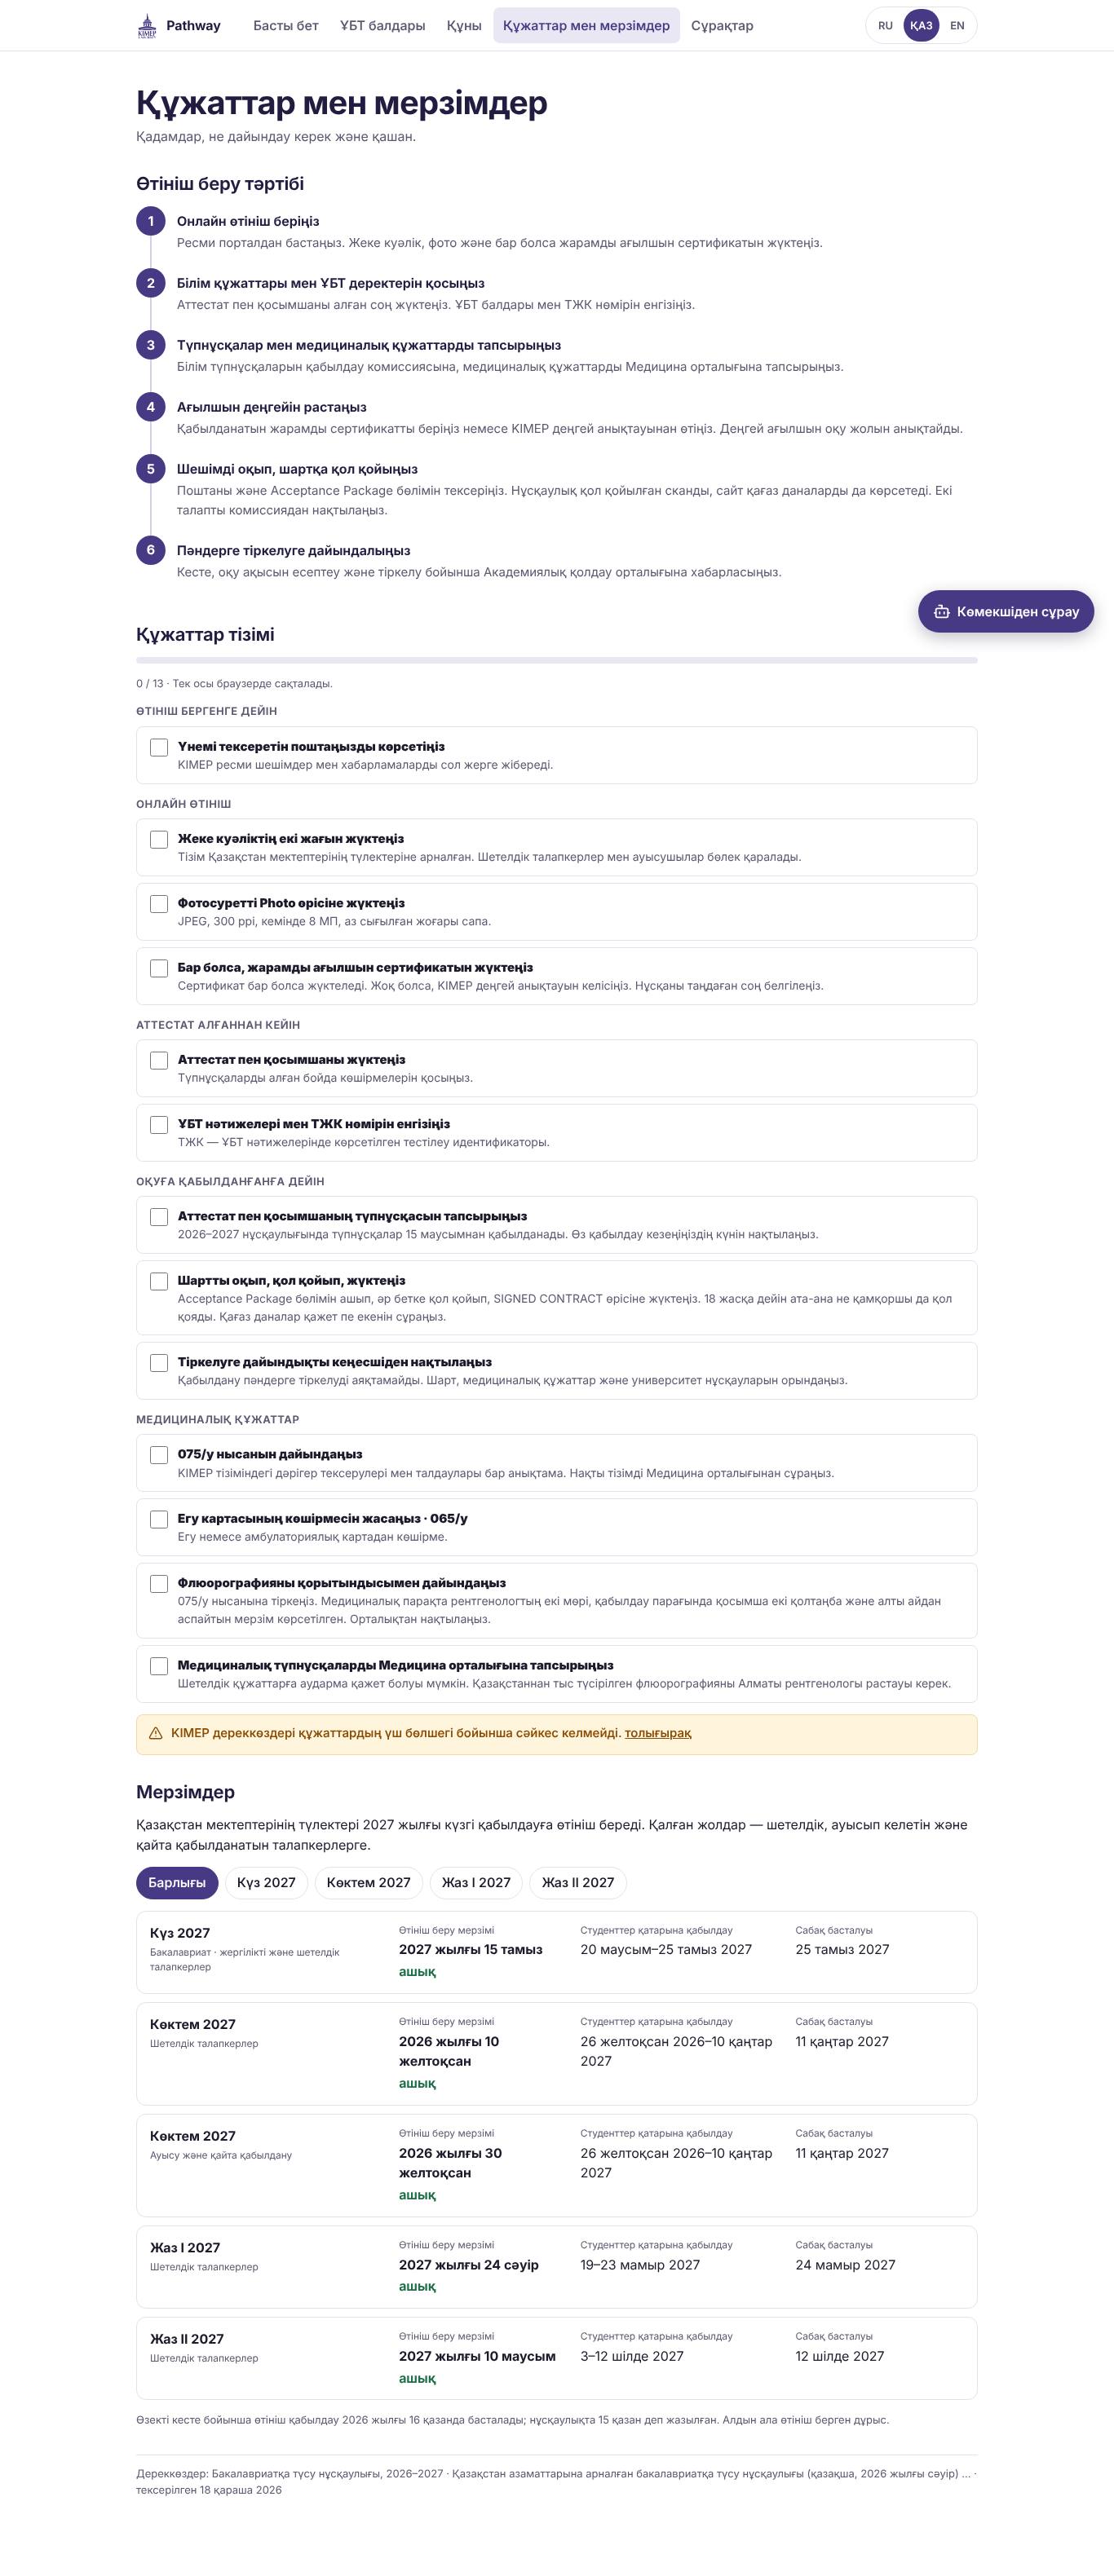 KIMEP
Pathway
Басты бет
ҰБТ балдары
Құны
Құжаттар мен мерзімдер
Сұрақтар
RU
ҚАЗ
EN
Құжаттар мен мерзімдер
Қадамдар, не дайындау керек және қашан.
Өтініш беру тәртібі
1
Онлайн өтініш беріңіз
Ресми порталдан бастаңыз. Жеке куәлік, фото және бар болса жарамды ағылшын сертификатын жүктеңіз.
2
Білім құжаттары мен ҰБТ деректерін қосыңыз
Аттестат пен қосымшаны алған соң жүктеңіз. ҰБТ балдары мен ТЖК нөмірін енгізіңіз.
3
Түпнұсқалар мен медициналық құжаттарды тапсырыңыз
Білім түпнұсқаларын қабылдау комиссиясына, медициналық құжаттарды Медицина орталығына тапсырыңыз.
4
Ағылшын деңгейін растаңыз
Қабылданатын жарамды сертификатты беріңіз немесе KIMEP деңгей анықтауынан өтіңіз. Деңгей ағылшын оқу жолын анықтайды.
5
Шешімді оқып, шартқа қол қойыңыз
Поштаны және Acceptance Package бөлімін тексеріңіз. Нұсқаулық қол қойылған сканды, сайт қағаз даналарды да көрсетеді. Екі
талапты комиссиядан нақтылаңыз.
6
Пәндерге тіркелуге дайындалыңыз
Кесте, оқу ақысын есептеу және тіркелу бойынша Академиялық қолдау орталығына хабарласыңыз.
Көмекшіден сұрау
Құжаттар тізімі
0 / 13 · Тек осы браузерде сақталады.
ӨТІНІШ БЕРГЕНГЕ ДЕЙІН
Үнемі тексеретін поштаңызды көрсетіңіз
KIMEP ресми шешімдер мен хабарламаларды сол жерге жібереді.
ОНЛАЙН ӨТІНІШ
Жеке куәліктің екі жағын жүктеңіз
Тізім Қазақстан мектептерінің түлектеріне арналған. Шетелдік талапкерлер мен ауысушылар бөлек қаралады.
Фотосуретті Photo өрісіне жүктеңіз
JPEG, 300 ppi, кемінде 8 МП, аз сығылған жоғары сапа.
Бар болса, жарамды ағылшын сертификатын жүктеңіз
Сертификат бар болса жүктеледі. Жоқ болса, KIMEP деңгей анықтауын келісіңіз. Нұсқаны таңдаған соң белгілеңіз.
АТТЕСТАТ АЛҒАННАН КЕЙІН
Аттестат пен қосымшаны жүктеңіз
Түпнұсқаларды алған бойда көшірмелерін қосыңыз.
ҰБТ нәтижелері мен ТЖК нөмірін енгізіңіз
ТЖК — ҰБТ нәтижелерінде көрсетілген тестілеу идентификаторы.
ОҚУҒА ҚАБЫЛДАНҒАНҒА ДЕЙІН
Аттестат пен қосымшаның түпнұсқасын тапсырыңыз
2026–2027 нұсқаулығында түпнұсқалар 15 маусымнан қабылданады. Өз қабылдау кезеңіңіздің күнін нақтылаңыз.
Шартты оқып, қол қойып, жүктеңіз
Acceptance Package бөлімін ашып, әр бетке қол қойып, SIGNED CONTRACT өрісіне жүктеңіз. 18 жасқа дейін ата-ана не қамқоршы да қол
қояды. Қағаз даналар қажет пе екенін сұраңыз.
Тіркелуге дайындықты кеңесшіден нақтылаңыз
Қабылдану пәндерге тіркелуді аяқтамайды. Шарт, медициналық құжаттар және университет нұсқауларын орындаңыз.
МЕДИЦИНАЛЫҚ ҚҰЖАТТАР
075/у нысанын дайындаңыз
KIMEP тізіміндегі дәрігер тексерулері мен талдаулары бар анықтама. Нақты тізімді Медицина орталығынан сұраңыз.
Егу картасының көшірмесін жасаңыз · 065/у
Егу немесе амбулаториялық картадан көшірме.
Флюорографияны қорытындысымен дайындаңыз
075/у нысанына тіркеңіз. Медициналық парақта рентгенологтың екі мөрі, қабылдау парағында қосымша екі қолтаңба және алты айдан
аспайтын мерзім көрсетілген. Орталықтан нақтылаңыз.
Медициналық түпнұсқаларды Медицина орталығына тапсырыңыз
Шетелдік құжаттарға аударма қажет болуы мүмкін. Қазақстаннан тыс түсірілген флюорографияны Алматы рентгенологы растауы керек.
KIMEP дереккөздері құжаттардың үш бөлшегі бойынша сәйкес келмейді. толығырақ
Мерзімдер
Қазақстан мектептерінің түлектері 2027 жылғы күзгі қабылдауға өтініш береді. Қалған жолдар — шетелдік, ауысып келетін және
қайта қабылданатын талапкерлерге.
Барлығы
Күз 2027
Көктем 2027
Жаз I 2027
Жаз II 2027
Күз 2027
Бакалавриат · жергілікті және шетелдік
талапкерлер
Өтініш беру мерзімі
2027 жылғы 15 тамыз
ашық
Студенттер қатарына қабылдау
20 маусым–25 тамыз 2027
Сабақ басталуы
25 тамыз 2027
Көктем 2027
Шетелдік талапкерлер
Өтініш беру мерзімі
2026 жылғы 10
желтоқсан
ашық
Студенттер қатарына қабылдау
26 желтоқсан 2026–10 қаңтар
2027
Сабақ басталуы
11 қаңтар 2027
Көктем 2027
Ауысу және қайта қабылдану
Өтініш беру мерзімі
2026 жылғы 30
желтоқсан
ашық
Студенттер қатарына қабылдау
26 желтоқсан 2026–10 қаңтар
2027
Сабақ басталуы
11 қаңтар 2027
Жаз I 2027
Шетелдік талапкерлер
Өтініш беру мерзімі
2027 жылғы 24 сәуір
ашық
Студенттер қатарына қабылдау
19–23 мамыр 2027
Сабақ басталуы
24 мамыр 2027
Жаз II 2027
Шетелдік талапкерлер
Өтініш беру мерзімі
2027 жылғы 10 маусым
ашық
Студенттер қатарына қабылдау
3–12 шілде 2027
Сабақ басталуы
12 шілде 2027
Өзекті кесте бойынша өтініш қабылдау 2026 жылғы 16 қазанда басталады; нұсқаулықта 15 қазан деп жазылған. Алдын ала өтініш берген дұрыс.
Дереккөздер: Бакалавриатқа түсу нұсқаулығы, 2026–2027 · Қазақстан азаматтарына арналған бакалавриатқа түсу нұсқаулығы (қазақша, 2026 жылғы сәуір) ... ·
тексерілген 18 қараша 2026